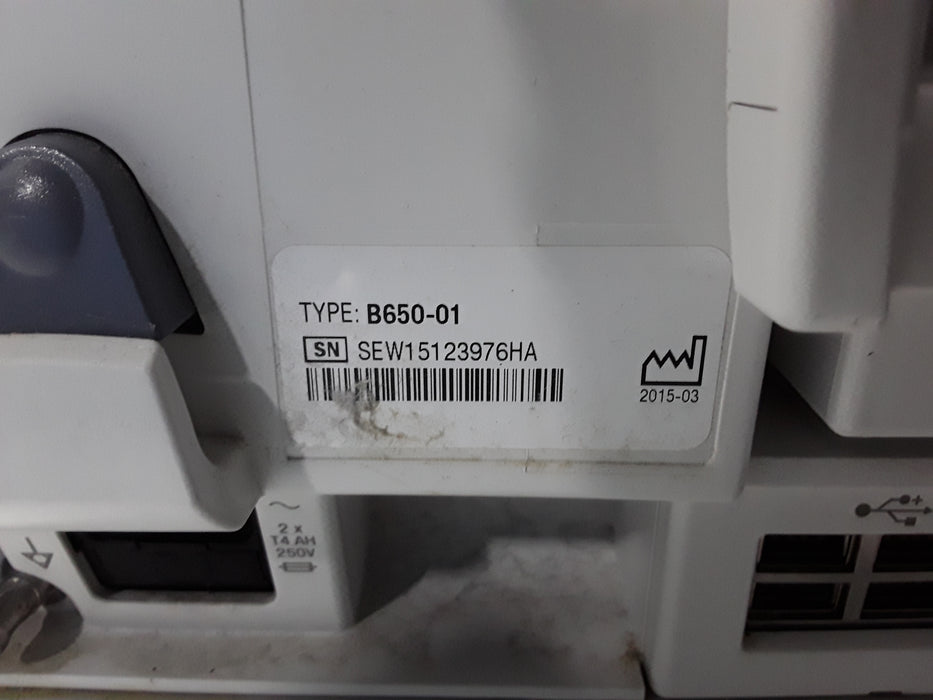 TYPE: B650-01
SN SEW15123976HA
2015-03
2 x
T4 AH
250V